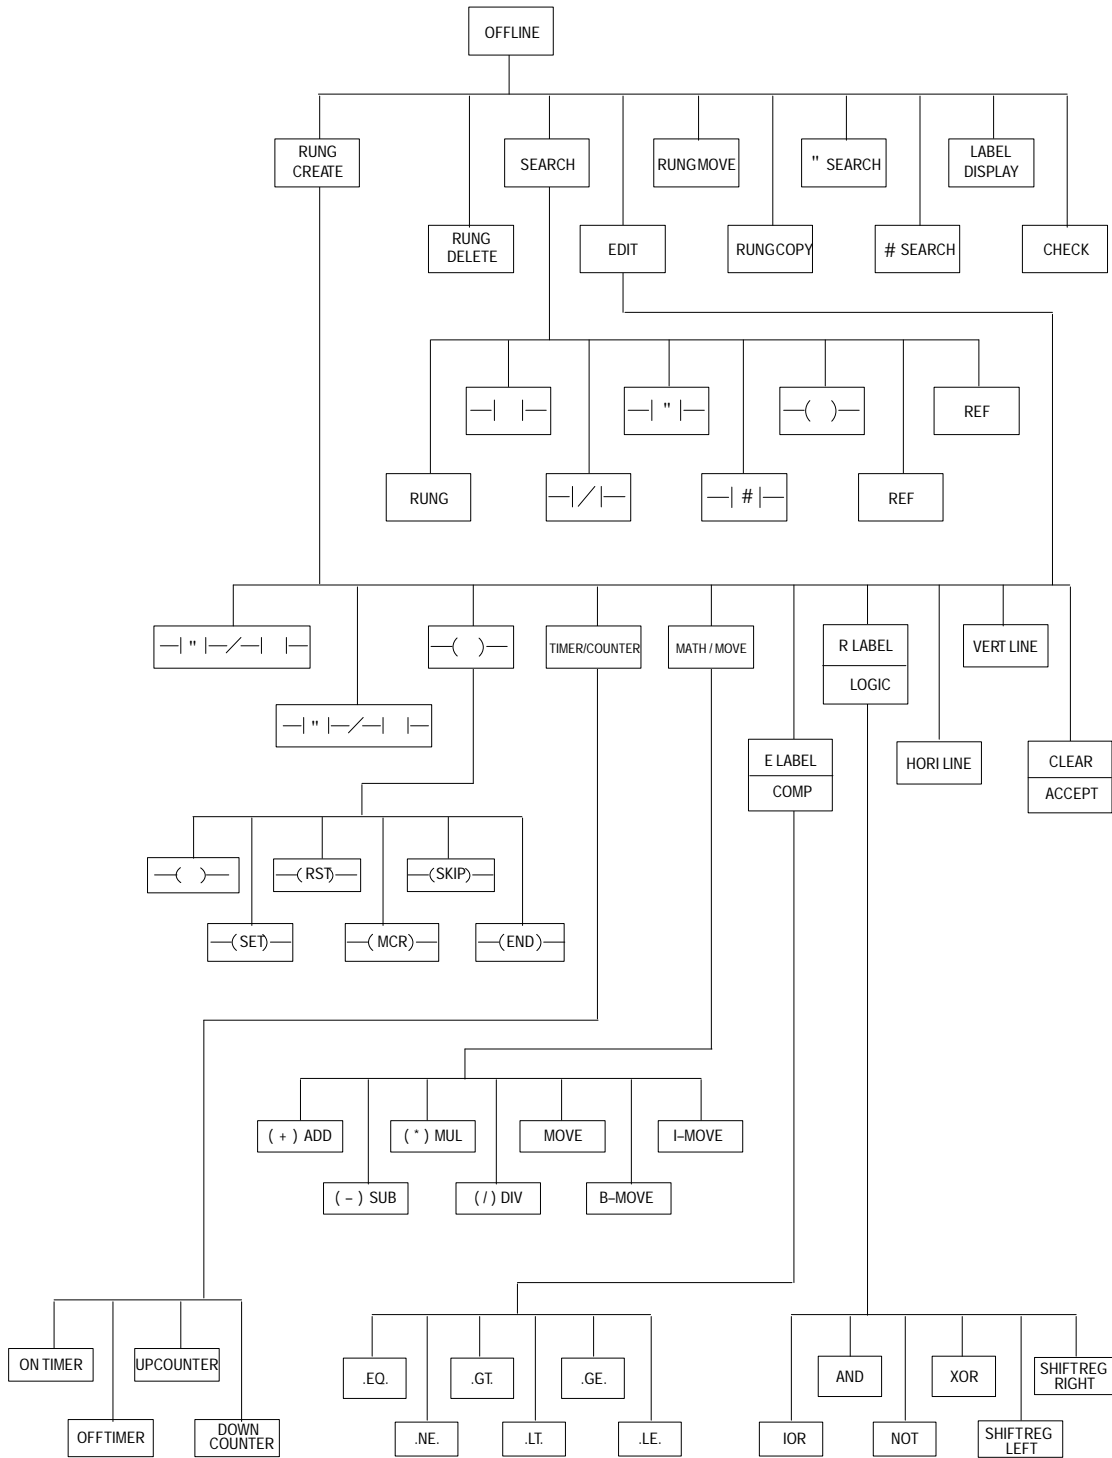 OFFLINE
RUNG
CREATE
SEARCH
RUNGMOVE
" SEARCH
LABEL
DISPLAY
RUNG
DELETE
EDIT
RUNGCOPY
# SEARCH
CHECK
—| |—
—| " |—
—( )—
REF
RUNG
—|/|—
—| # |—
REF
—| " |—/—| |—
—( )—
TIMER/COUNTER
MATH / MOVE
R LABEL
LOGIC
VERT LINE
—| " |—/—| |—
E LABEL
COMP
HORI LINE
CLEAR
ACCEPT
—( )—
—(RST)—
—(SKIP)—
—(SET)—
—(MCR)—
—(END)—
( + ) ADD
( * ) MUL
MOVE
I–MOVE
( – ) SUB
( / ) DIV
B–MOVE
ON TIMER
UPCOUNTER
.EQ.
.GT.
.GE.
AND
XOR
SHIFTREG
RIGHT
OFFTIMER
DOWN
COUNTER
.NE.
.LT.
.LE.
IOR
NOT
SHIFTREG
LEFT